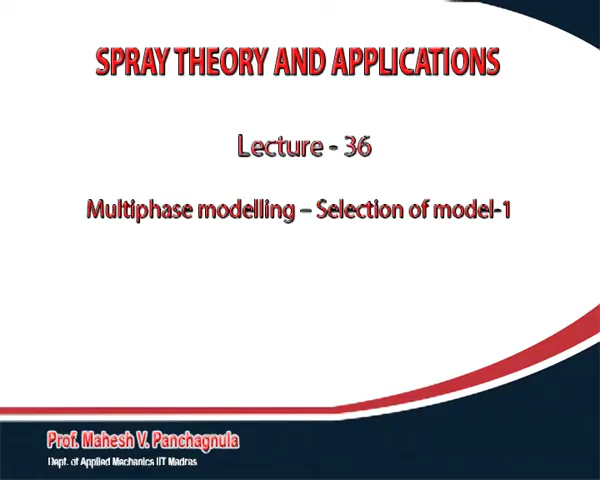 SPRAY THEORY AND APPLICATIONS
Lecture - 36
Multiphase modelling – Selection of model-1
Prof. Mahesh V. Panchagnula
Dept. of Applied Mechanics IIT Madras